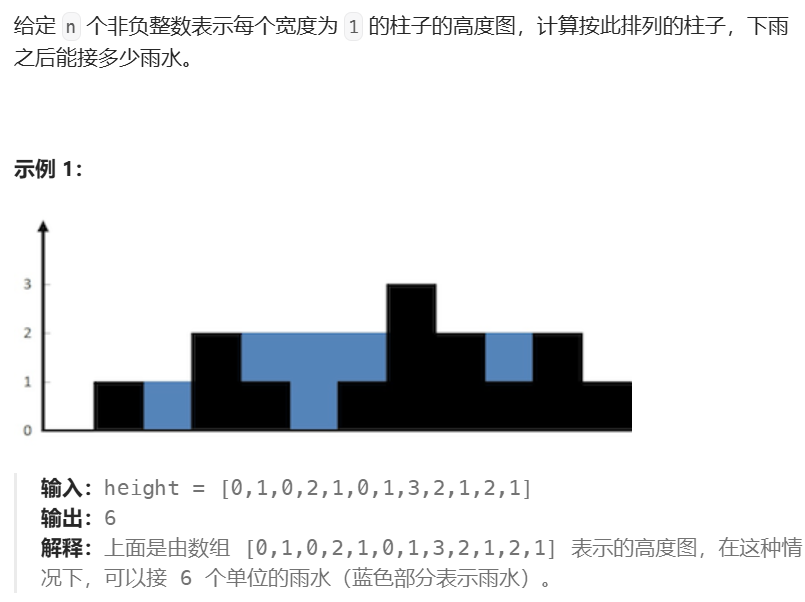 给定 n 个非负整数表示每个宽度为 1 的柱子的高度图，计算按此排列的柱子，下雨
之后能接多少雨水。
示例 1：
3
2
1
0
输入：height = [0,1,0,2,1,0,1,3,2,1,2,1]
输出：6
解释：上面是由数组 [0,1,0,2,1,0,1,3,2,1,2,1] 表示的高度图，在这种情
况下，可以接 6 个单位的雨水（蓝色部分表示雨水）。